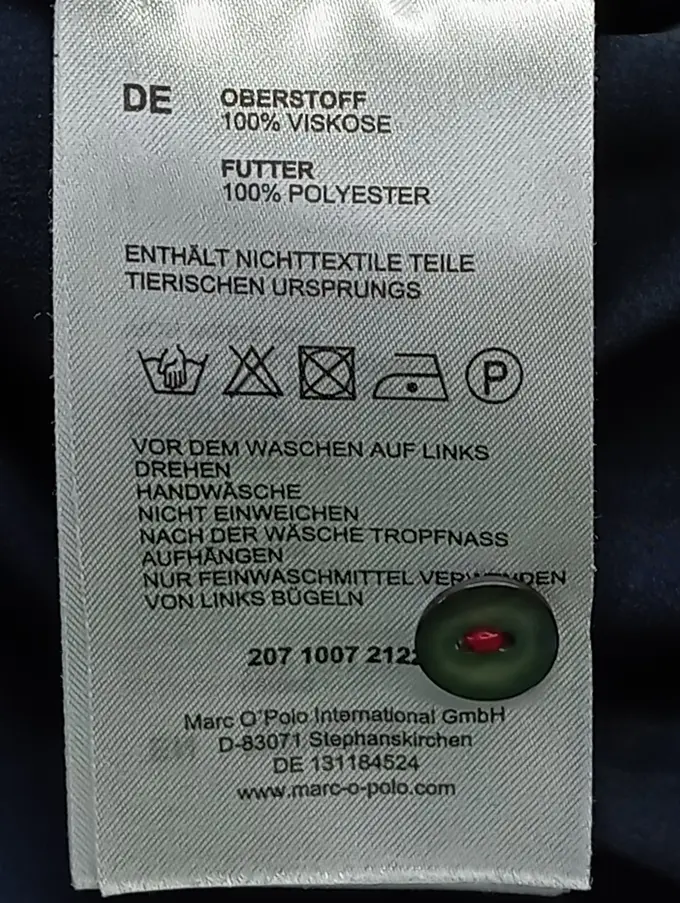 DE OBERSTOFF
100% VISKOSE
FUTTER
100% POLYESTER
ENTHÄLT NICHTTEXTILE TEILE
TIERISCHEN URSPRUNGS
P
VOR DEM WASCHEN AUF LINKS
DREHEN
HANDWÄSCHE
NICHT EINWEICHEN
NACH DER WÄSCHE TROPFNASS
AUFHÄNGEN
NUR FEINWASCHMITTEL VERWENDEN
VON LINKS BÜGELN
207 1007 212
Marc O'Polo International GmbH
D-83071 Stephanskirchen
DE 131184524
www.marc-o-polo.com